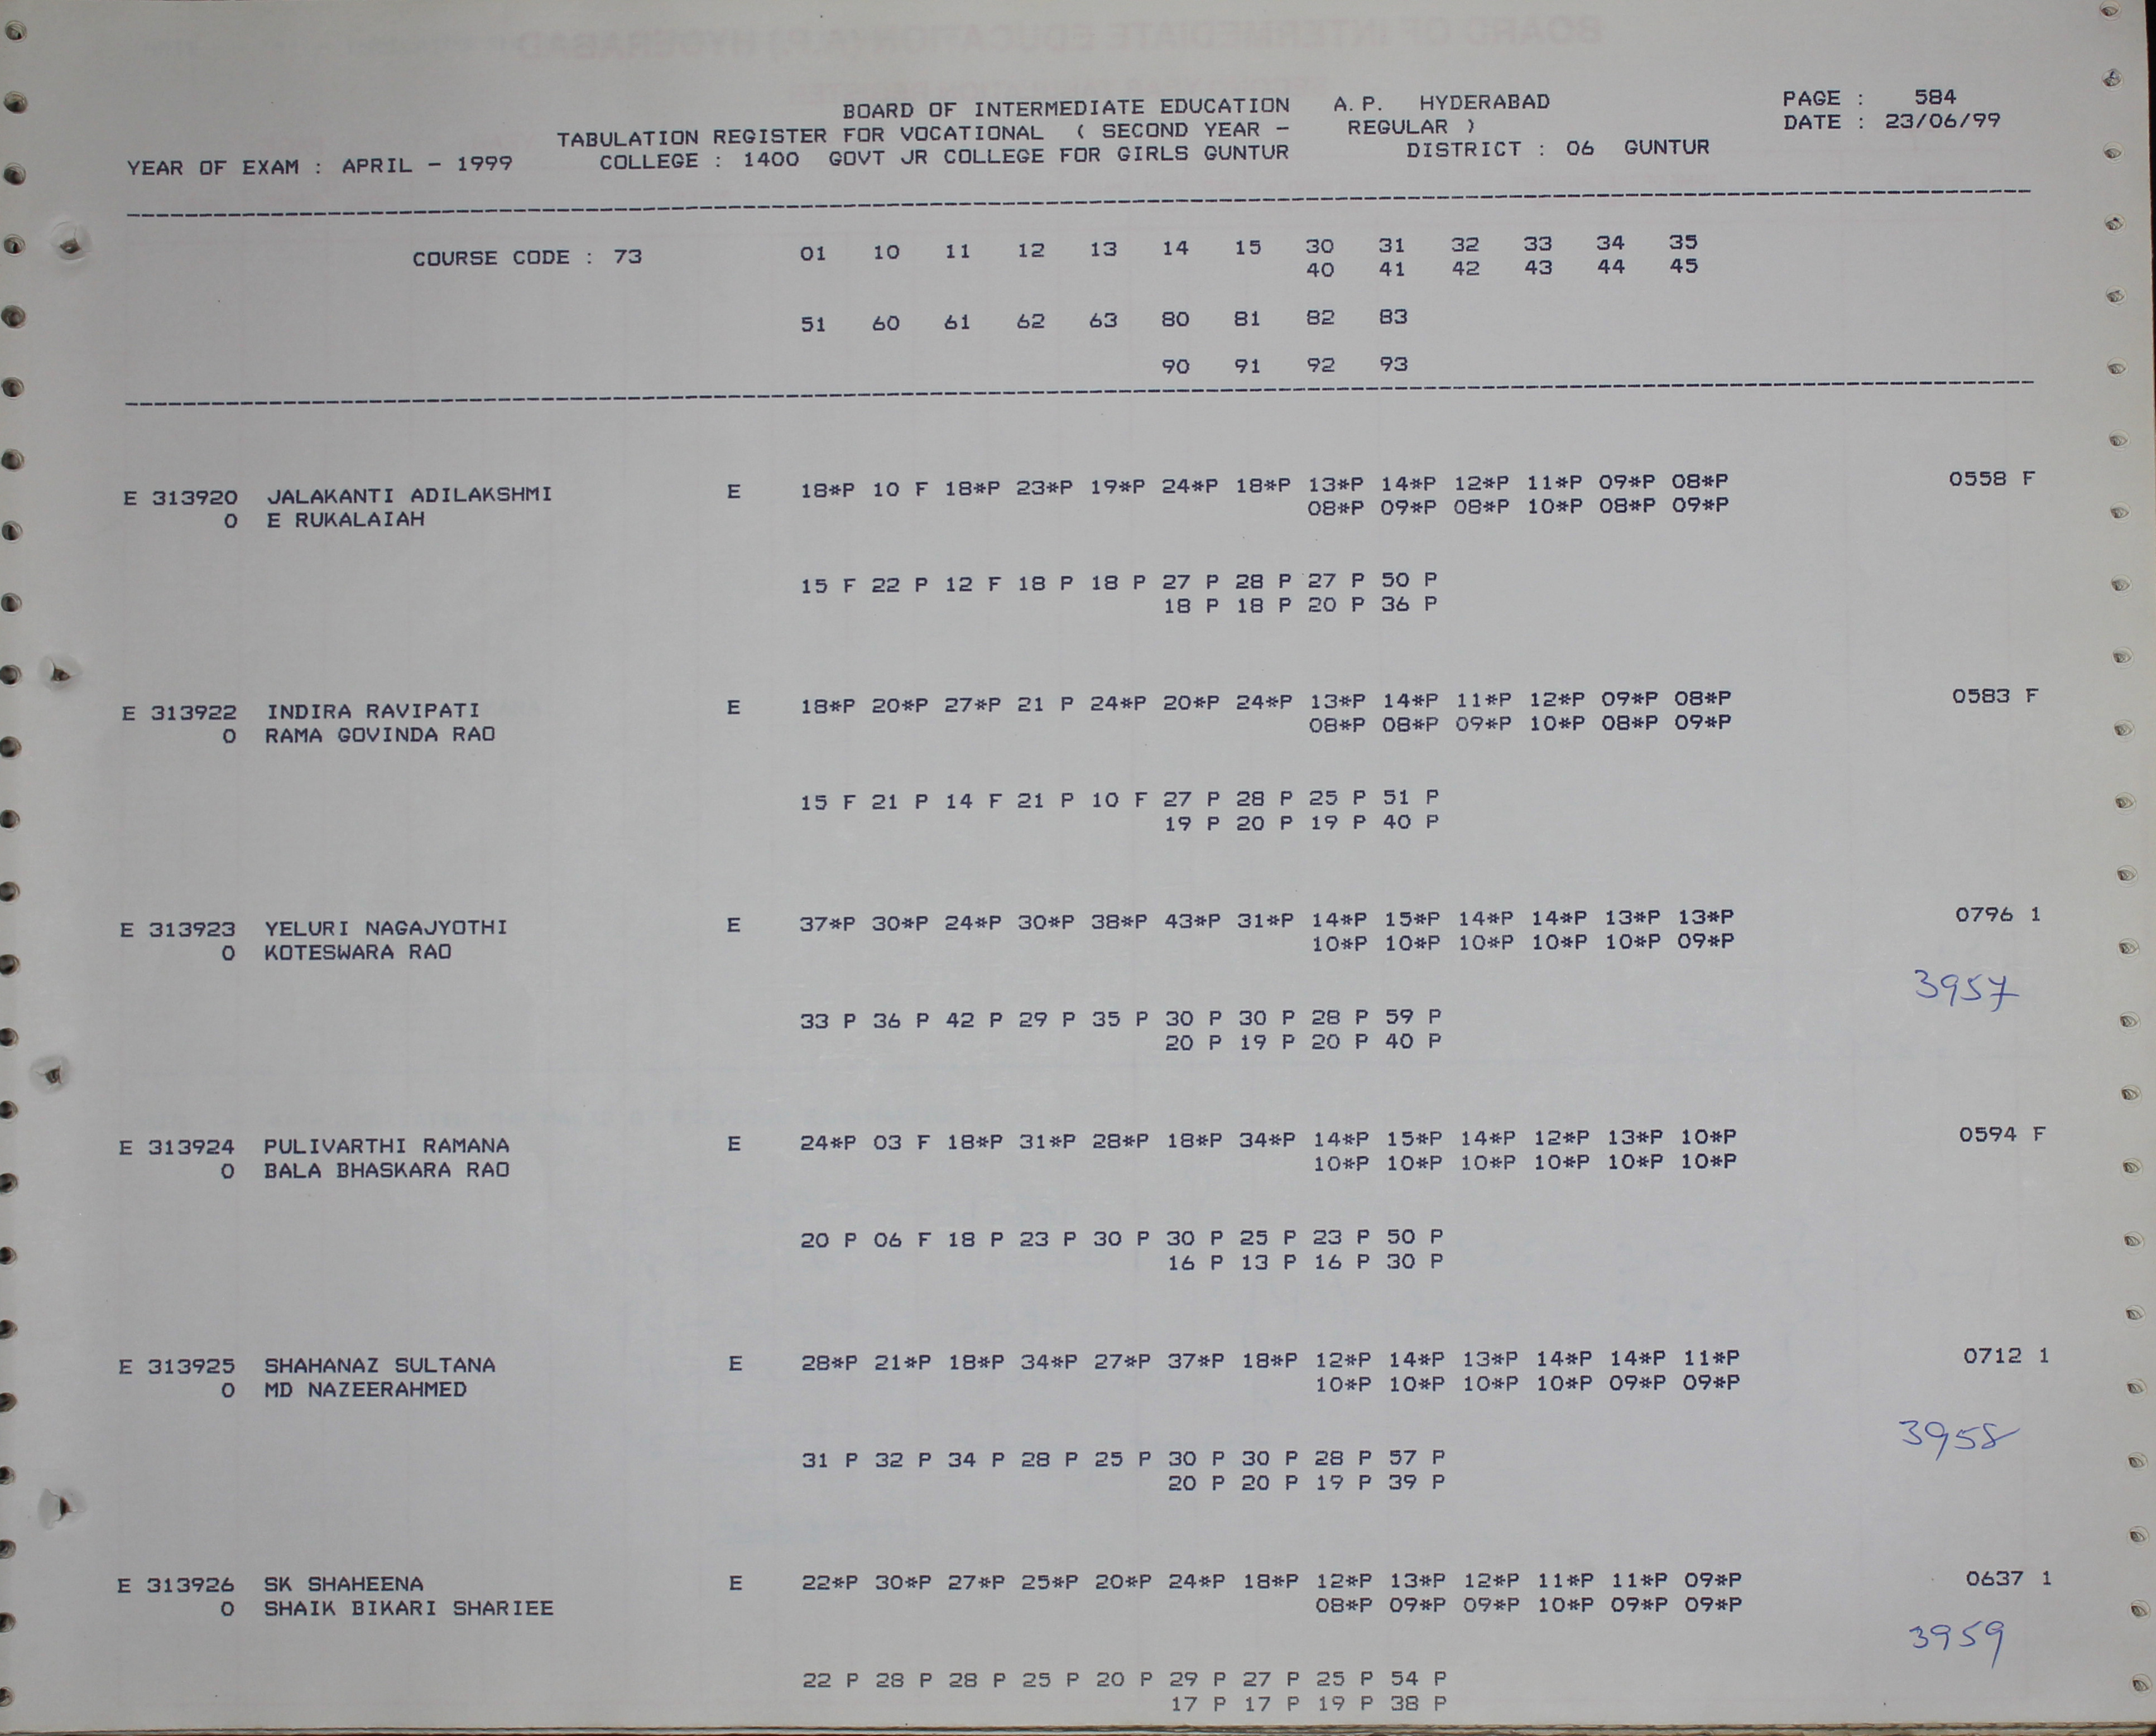 BOARD OF INTERMEDIATE EDUCATION A.P. HYDERABAD PAGE : 584
TABULATION REGISTER FOR VOCATIONAL ( SECOND YEAR - REGULAR ) DATE : 23/06/99
YEAR OF EXAM : APRIL - 1999 COLLEGE : 1400 GOVT JR COLLEGE FOR GIRLS GUNTUR DISTRICT : 06 GUNTUR
COURSE CODE : 73 01 10 11 12 13 14 15 30 31 32 33 34 35
40 41 42 43 44 45
51 60 61 62 63 80 81 82 83
90 91 92 93
E 313920 JALAKANTI ADILAKSHMI E 18*P 10 F 18*P 23*P 19*P 24*P 18*P 13*P 14*P 12*P 11*P 09*P 08*P 0558 F
0 E RUKALAIAH 08*P 09*P 08*P 10*P 08*P 09*P
15 F 22 P 12 F 18 P 18 P 27 P 28 P 27 P 50 P
18 P 18 P 20 P 36 P
E 313922 INDIRA RAVIPATI E 18*P 20*P 27*P 21 P 24*P 20*P 24*P 13*P 14*P 11*P 12*P 09*P 08*P 0583 F
0 RAMA GOVINDA RAO 08*P 08*P 09*P 10*P 08*P 09*P
15 F 21 P 14 F 21 P 10 F 27 P 28 P 25 P 51 P
19 P 20 P 19 P 40 P
E 313923 YELURI NAGAJYOTHI E 37*P 30*P 24*P 30*P 38*P 43*P 31*P 14*P 15*P 14*P 14*P 13*P 13*P 0796 1
0 KOTESWARA RAO 10*P 10*P 10*P 10*P 10*P 09*P
3957
33 P 36 P 42 P 29 P 35 P 30 P 30 P 28 P 59 P
20 P 19 P 20 P 40 P
E 313924 PULIVARTHI RAMANA E 24*P 03 F 18*P 31*P 28*P 18*P 34*P 14*P 15*P 14*P 12*P 13*P 10*P 0594 F
0 BALA BHASKARA RAO 10*P 10*P 10*P 10*P 10*P 10*P
20 P 06 F 18 P 23 P 30 P 30 P 25 P 23 P 50 P
16 P 13 P 16 P 30 P
E 313925 SHAHANAZ SULTANA E 28*P 21*P 18*P 34*P 27*P 37*P 18*P 12*P 14*P 13*P 14*P 14*P 11*P 0712 1
0 MD NAZEERAHMED 10*P 10*P 10*P 10*P 09*P 09*P
3958
31 P 32 P 34 P 28 P 25 P 30 P 30 P 28 P 57 P
20 P 20 P 19 P 39 P
E 313926 SK SHAHEENA E 22*P 30*P 27*P 25*P 20*P 24*P 18*P 12*P 13*P 12*P 11*P 11*P 09*P 0637 1
0 SHAIK BIKARI SHARIEE 08*P 09*P 09*P 10*P 09*P 09*P
3959
22 P 28 P 28 P 25 P 20 P 29 P 27 P 25 P 54 P
17 P 17 P 19 P 38 P